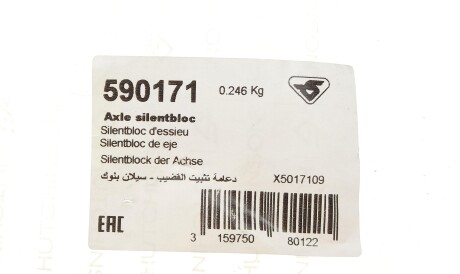 590171 0.246 Kg
Axle silentbloc
Silentbloc d'essieu
Silentbloc de eje
Silentblock der Achse
دعامة تثبيت القضيب - سيلان بنوك X5017109
EAC
3 159750 80122